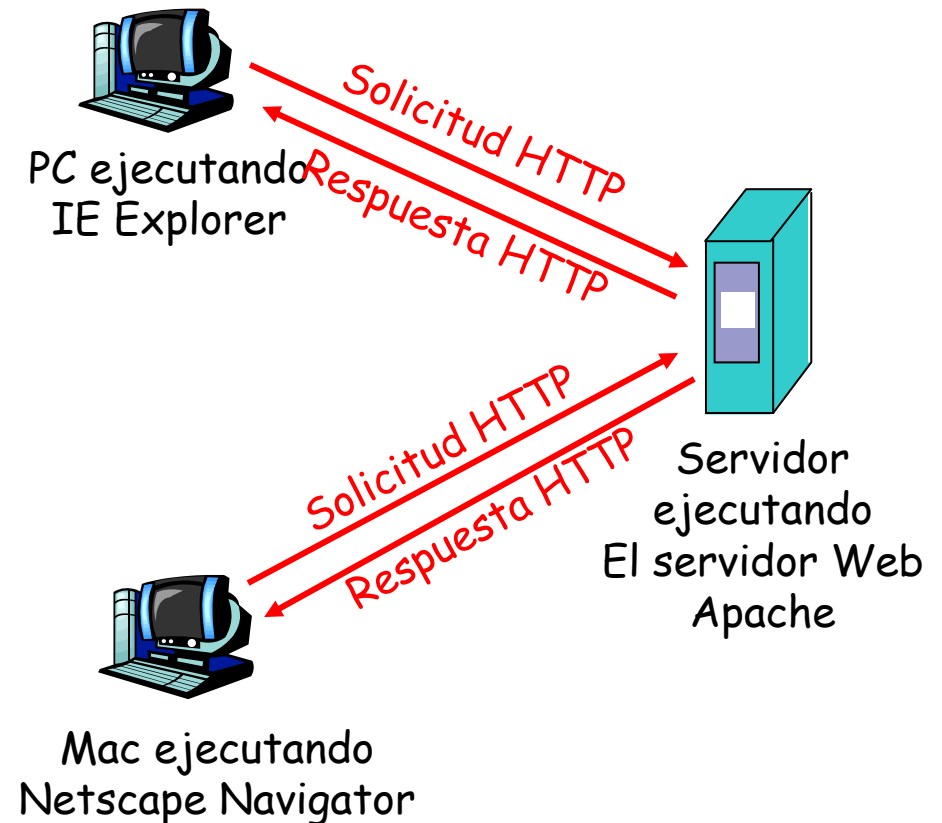 Solicitud HTTP
Respuesta HTTP
PC ejecutando
IE Explorer
Solicitud HTTP
Respuesta HTTP
Servidor
ejecutando
El servidor Web
Apache
Mac ejecutando
Netscape Navigator